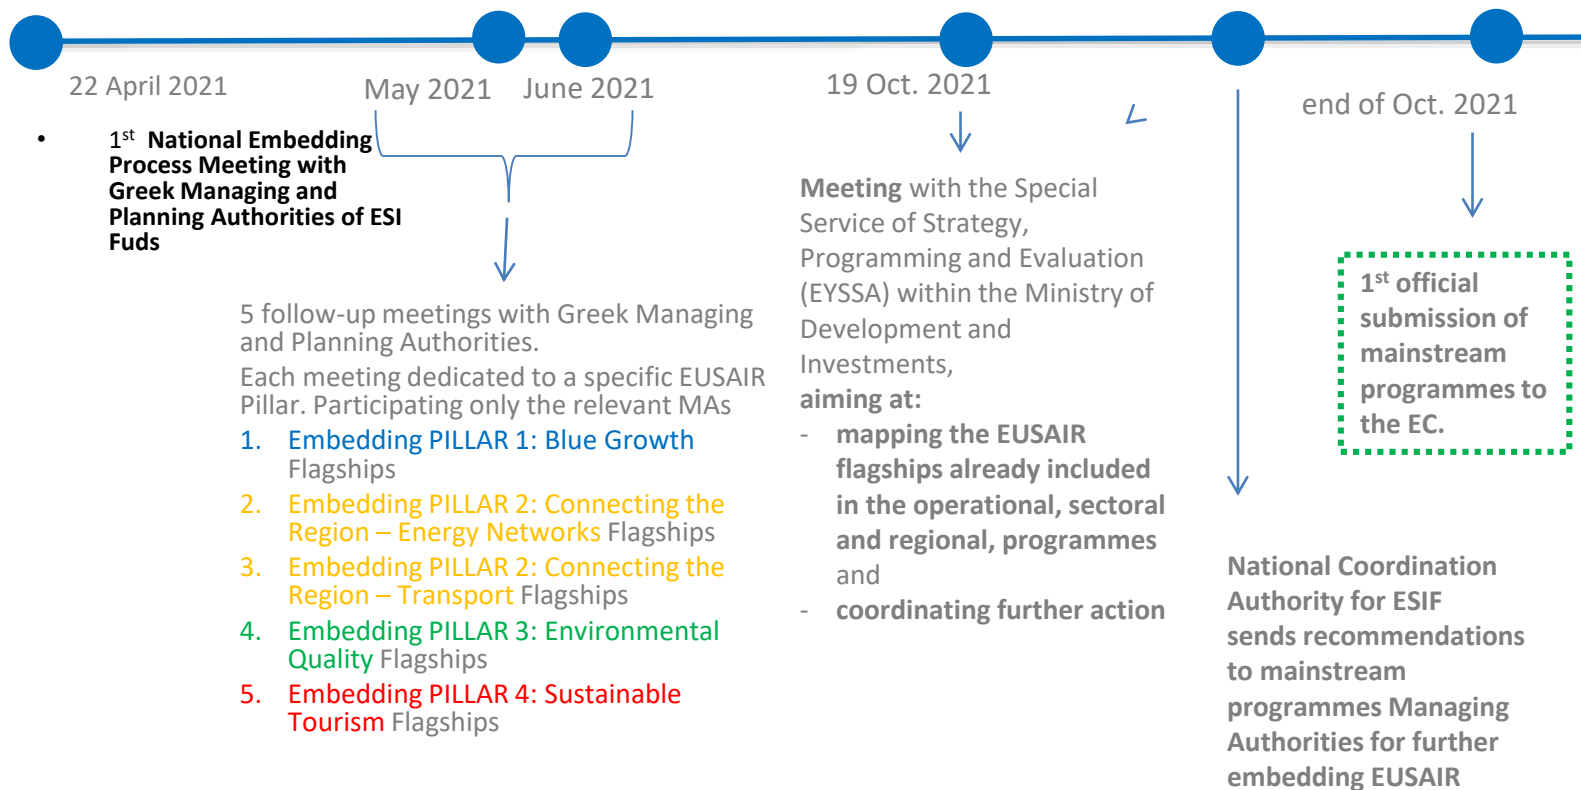 22 April 2021
May 2021
June 2021
19 Oct. 2021
end of Oct. 2021
• 1st National Embedding
Process Meeting with
Greek Managing and
Planning Authorities of ESI
Fuds
5 follow-up meetings with Greek Managing
and Planning Authorities.
Each meeting dedicated to a specific EUSAIR
Pillar. Participating only the relevant MAs
1. Embedding PILLAR 1: Blue Growth
Flagships
2. Embedding PILLAR 2: Connecting the
Region – Energy Networks Flagships
3. Embedding PILLAR 2: Connecting the
Region – Transport Flagships
4. Embedding PILLAR 3: Environmental
Quality Flagships
5. Embedding PILLAR 4: Sustainable
Tourism Flagships
Meeting with the Special
Service of Strategy,
Programming and Evaluation
(EYSSA) within the Ministry of
Development and
Investments,
aiming at:
- mapping the EUSAIR
flagships already included
in the operational, sectoral
and regional, programmes
and
- coordinating further action
National Coordination
Authority for ESIF
sends recommendations
to mainstream
programmes Managing
Authorities for further
embedding EUSAIR
1st official
submission of
mainstream
programmes to
the EC.